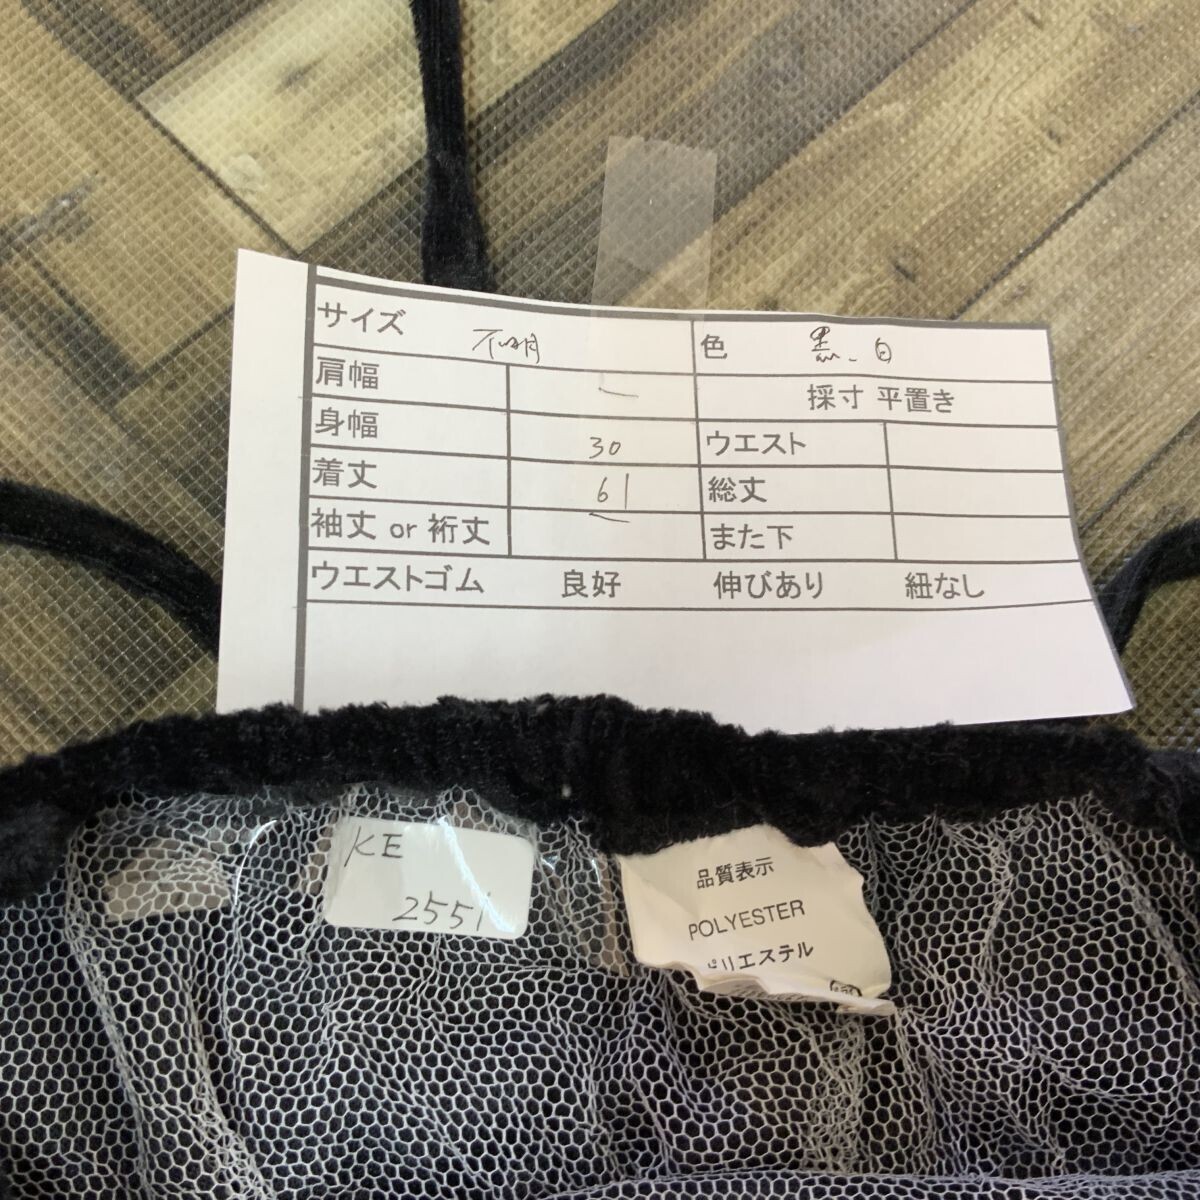 サイズ 不明 色 黒、白
肩幅 採寸 平置き
身幅 30 ウエスト
着丈 61 総丈
袖丈 or 裄丈 また下
ウエストゴム 良好 伸びあり 紐なし
KE
2551
品質表示
POLYESTER
ポリエステル